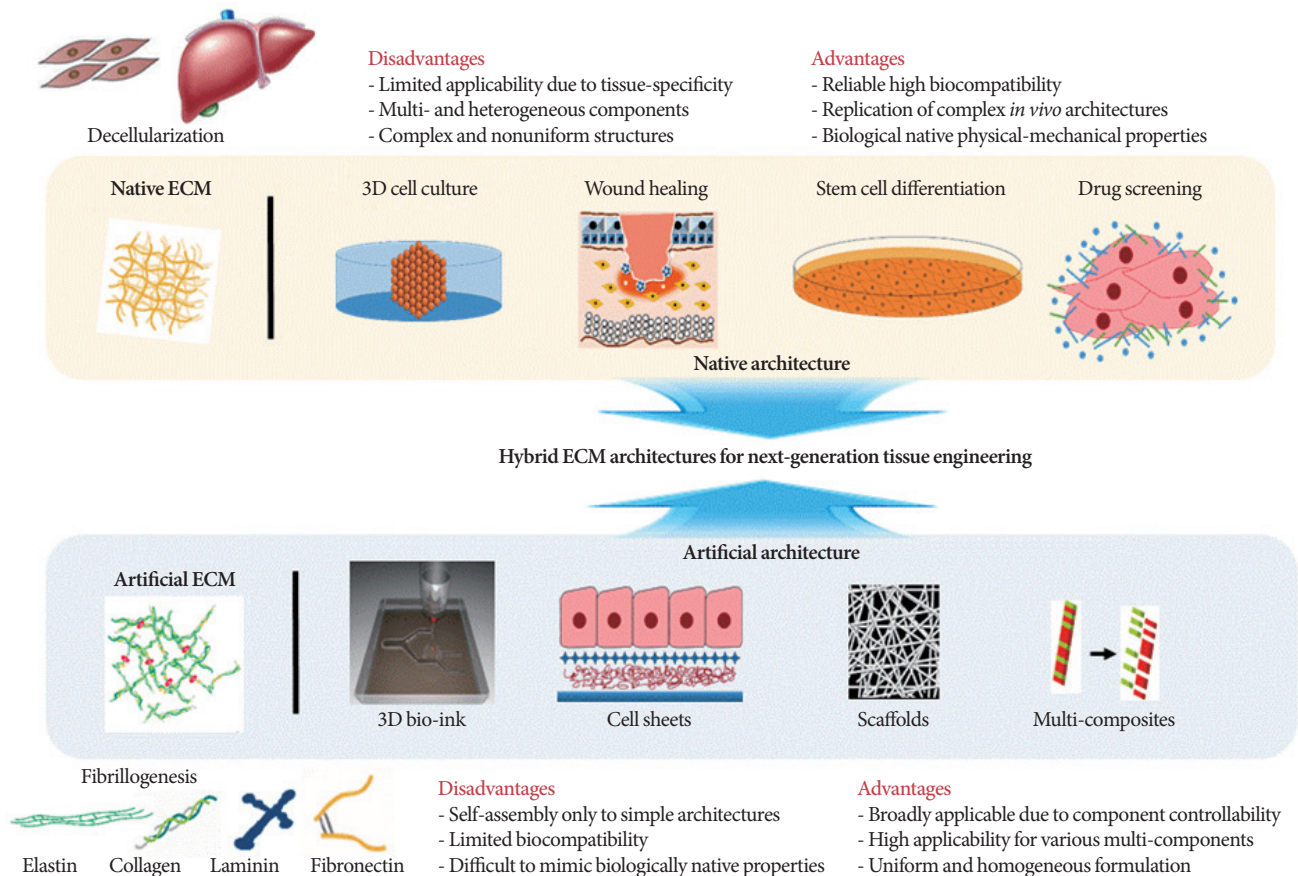 Disadvantages
- Limited applicability due to tissue-specificity
- Multi- and heterogeneous components
- Complex and nonuniform structures
Advantages
- Reliable high biocompatibility
- Replication of complex in vivo architectures
- Biological native physical-mechanical properties
Decellularization
Native ECM
3D cell culture
Wound healing
Stem cell differentiation
Drug screening
Native architecture
Hybrid ECM architectures for next-generation tissue engineering
Artificial architecture
Artificial ECM
3D bio-ink
Cell sheets
Scaffolds
Multi-composites
Fibrillogenesis
Elastin
Collagen
Laminin
Fibronectin
Disadvantages
- Self-assembly only to simple architectures
- Limited biocompatibility
- Difficult to mimic biologically native properties
Advantages
- Broadly applicable due to component controllability
- High applicability for various multi-components
- Uniform and homogeneous formulation